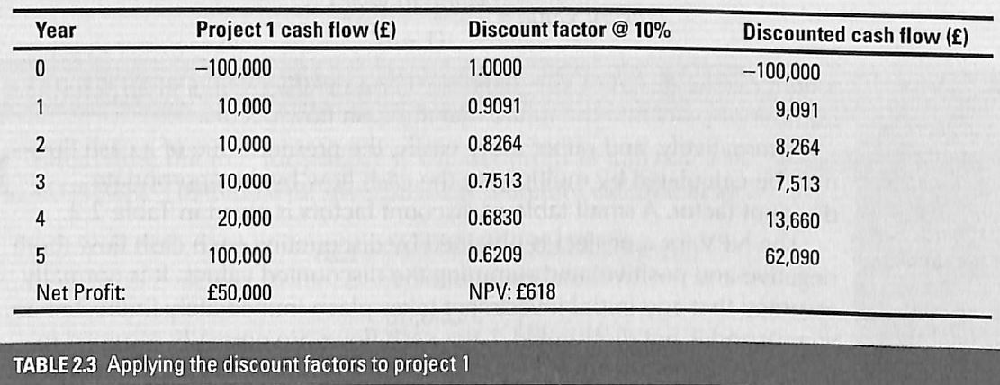 Year Project 1 cash flow (£) Discount factor @ 10% Discounted cash flow (£)
0 –100,000 1.0000 –100,000
1 10,000 0.9091 9,091
2 10,000 0.8264 8,264
3 10,000 0.7513 7,513
4 20,000 0.6830 13,660
5 100,000 0.6209 62,090
Net Profit: £50,000 NPV: £618
TABLE 2.3 Applying the discount factors to project 1